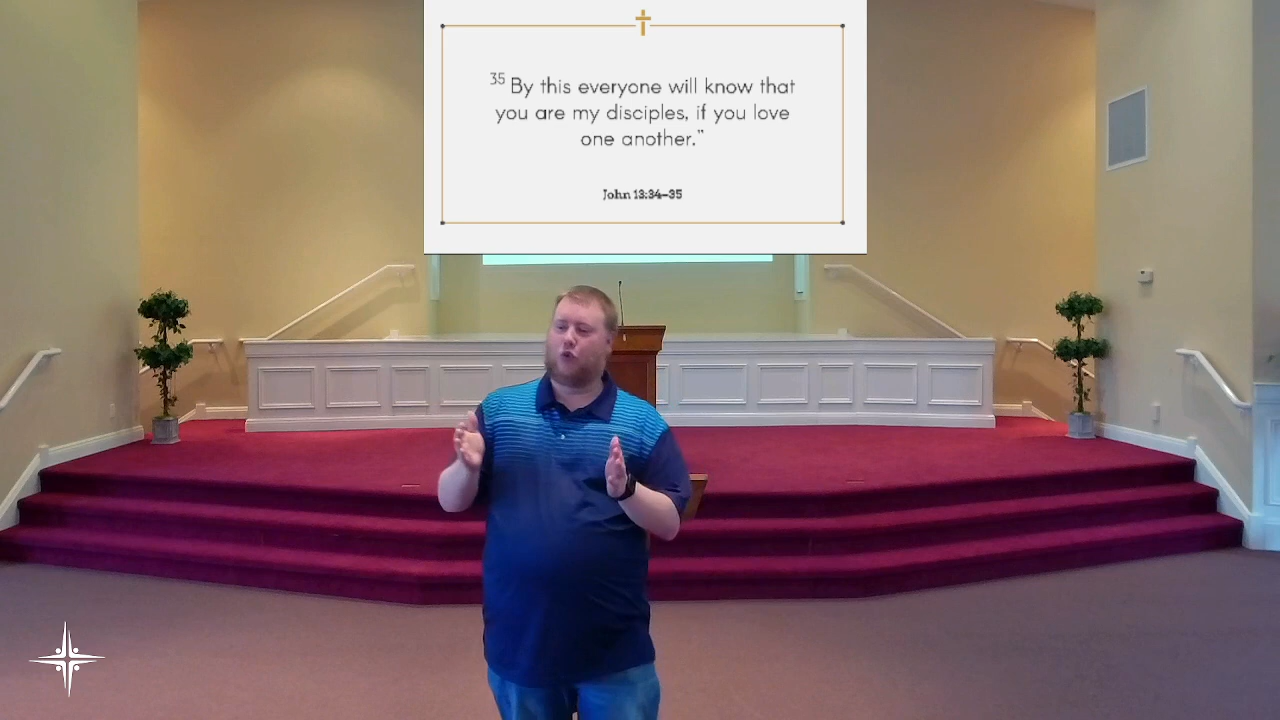 35 By this everyone will know that
you are my disciples, if you love
one another.”
John 13:34–35